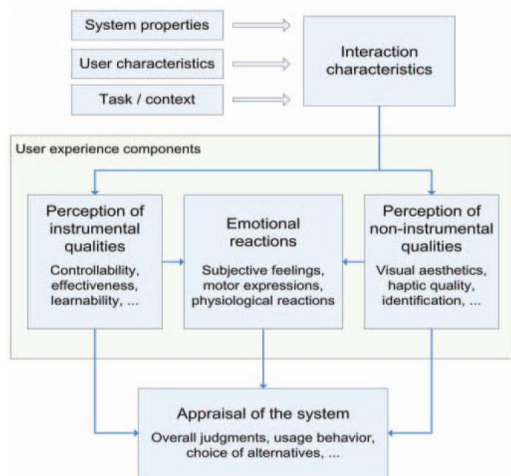 System properties
User characteristics
Task / context
Interaction
characteristics
User experience components
Perception of
instrumental
qualities
Controllability,
effectiveness,
learnability, ...
Emotional
reactions
Subjective feelings,
motor expressions,
physiological reactions
Perception of
non-instrumental
qualities
Visual aesthetics,
haptic quality,
identification, ...
Appraisal of the system
Overall judgments, usage behavior,
choice of alternatives, ...